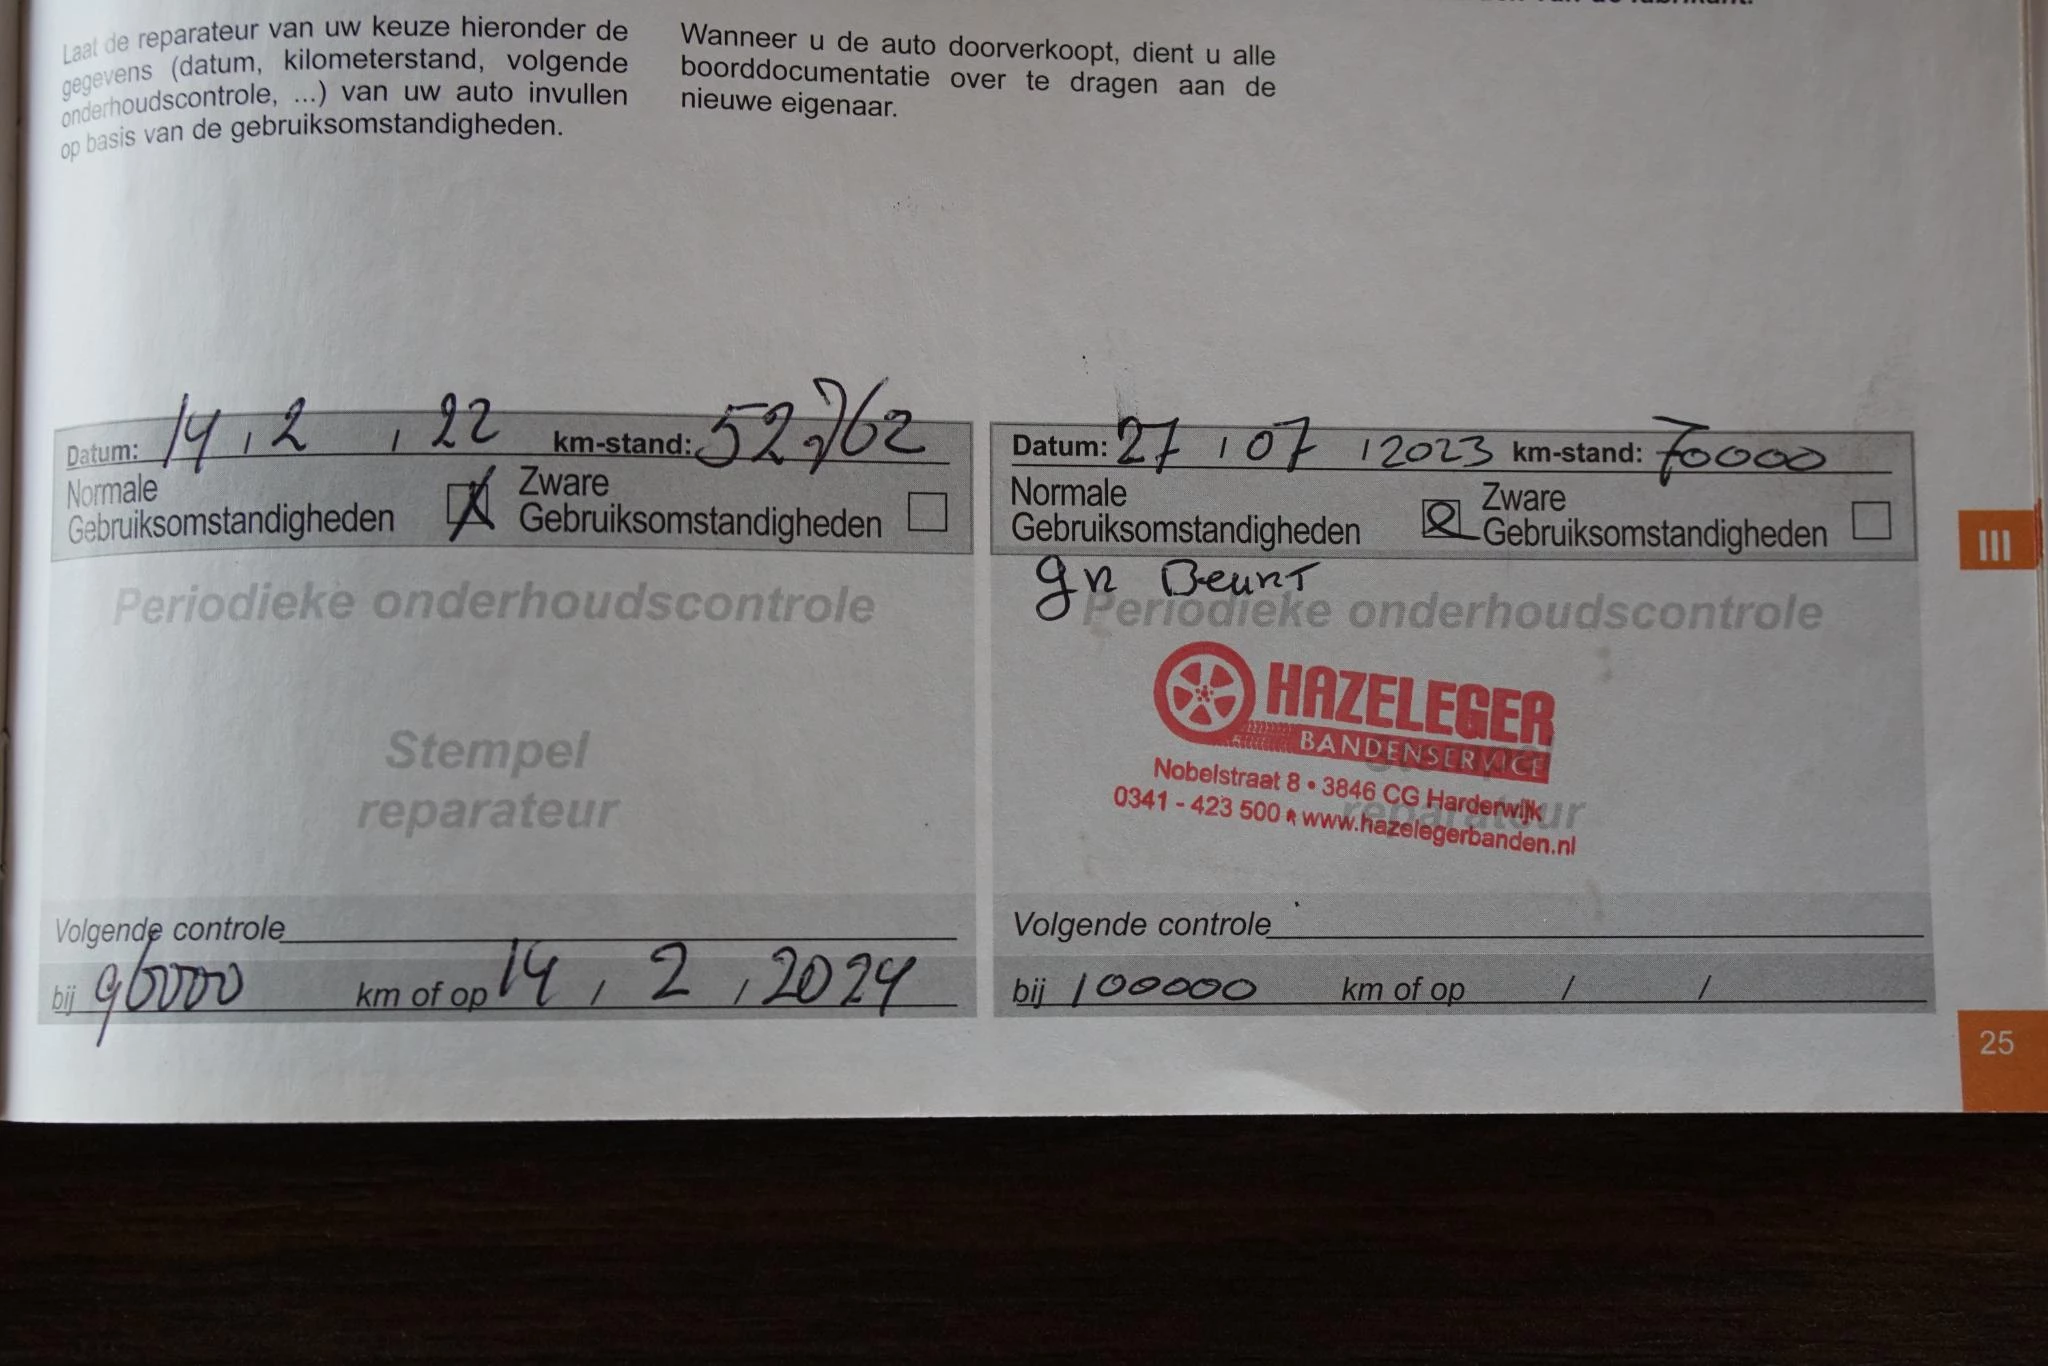 Laat de reparateur van uw keuze hieronder de
gegevens (datum, kilometerstand, volgende
onderhoudscontrole, ...) van uw auto invullen
op basis van de gebruiksomstandigheden.
Wanneer u de auto doorverkoopt, dient u alle
boorddocumentatie over te dragen aan de
nieuwe eigenaar.
Datum: 14 / 2 / 22 km-stand: 52.762
Normale Gebruiksomstandigheden
Zware Gebruiksomstandigheden
Periodieke onderhoudscontrole
Stempel
reparateur
Volgende controle
bij 96000 km of op 14 / 2 / 2024
Datum: 27 / 07 / 2023 km-stand: 70000
Normale Gebruiksomstandigheden
Zware Gebruiksomstandigheden
gr Beurt
Periodieke onderhoudscontrole
HAZELEGER
BANDENSERVICE
Nobelstraat 8 • 3846 CG Harderwijk
0341 - 423 500 • www.hazelegerbanden.nl
reparateur
Volgende controle
bij 100000 km of op / /
III
25